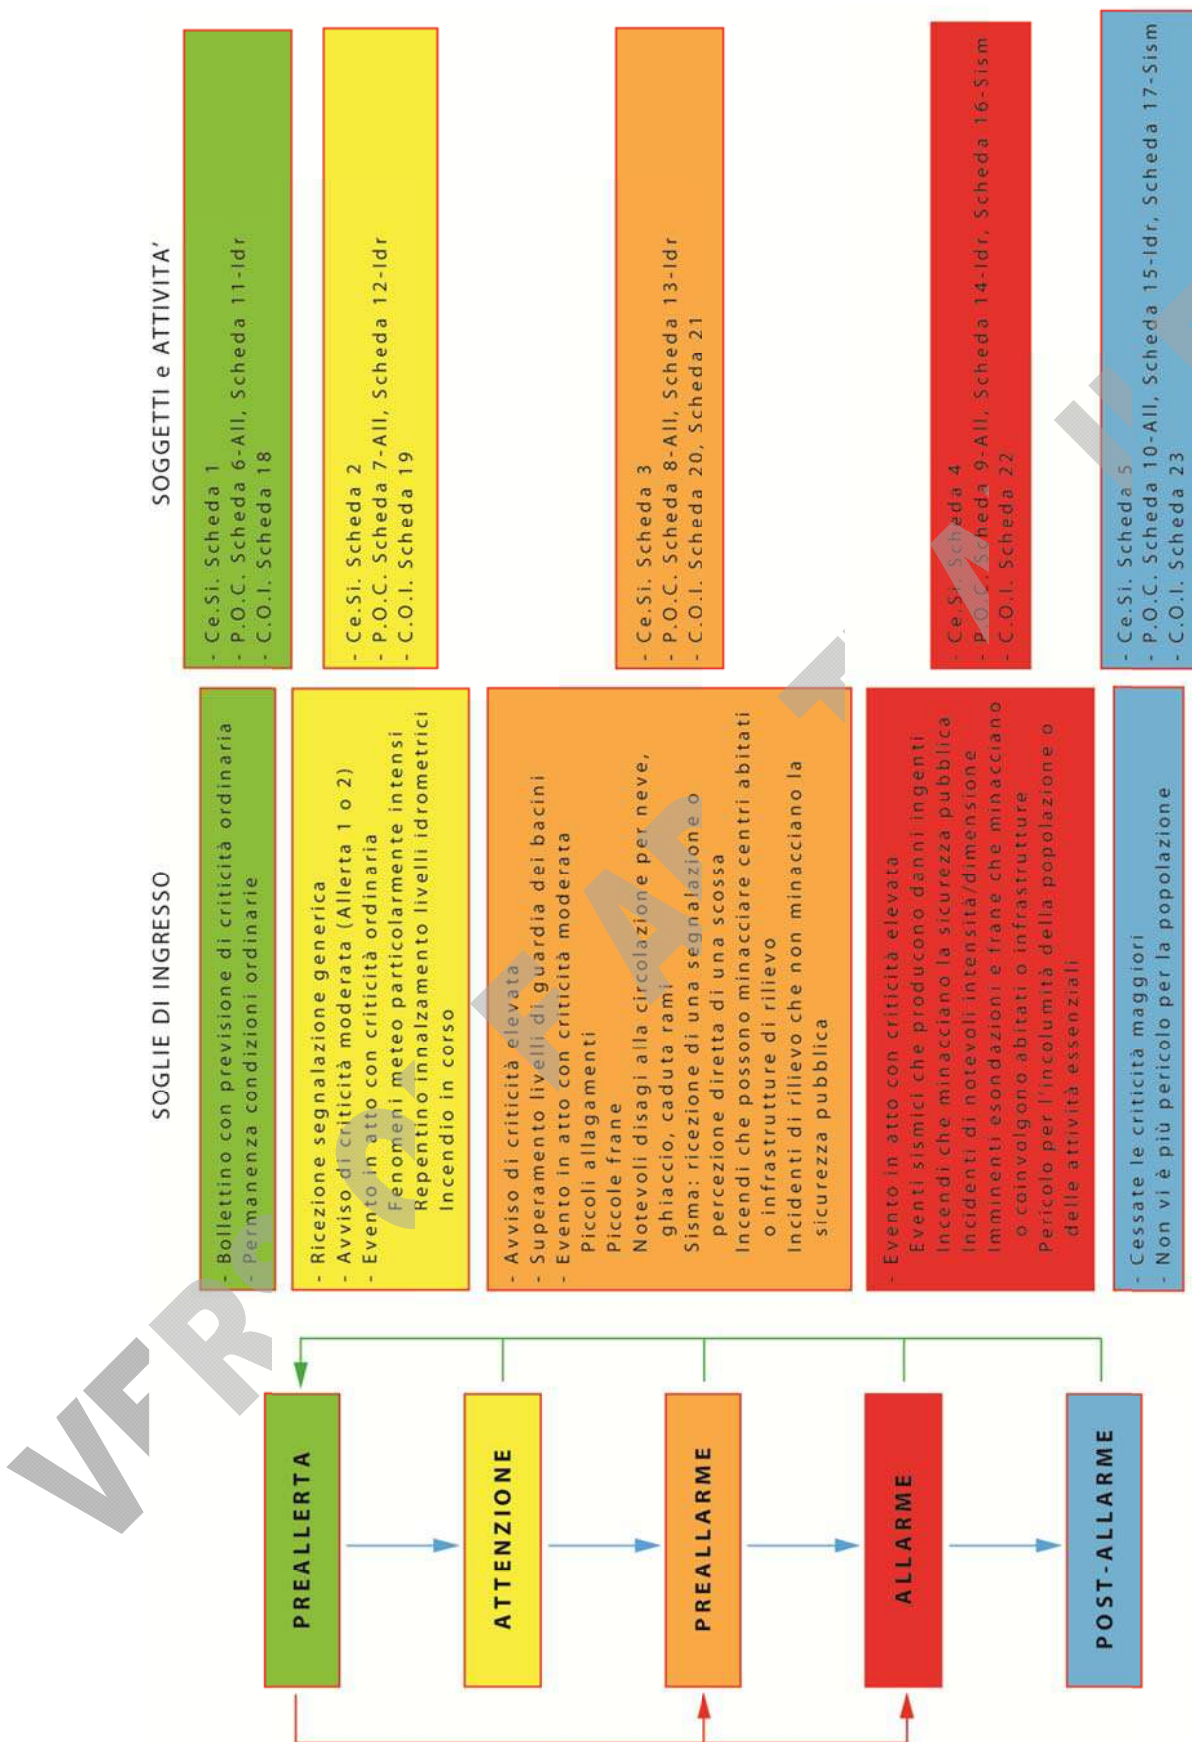 SOGLIE DI INGRESSO
SOGGETTI e ATTIVITA'
PREALLERTA
- Bollettino con previsione di criticità ordinaria
- Permanenza condizioni ordinarie
- Ce.Si. Scheda 1
- P.O.C. Scheda 6-All, Scheda 11-Idr
- C.O.I. Scheda 18
ATTENZIONE
- Ricezione segnalazione generica
- Avviso di criticità moderata (Allerta 1 o 2)
- Evento in atto con criticità ordinaria
Fenomeni meteo particolarmente intensi
Repentino innalzamento livelli idrometrici
Incendio in corso
- Ce.Si. Scheda 2
- P.O.C. Scheda 7-All, Scheda 12-Idr
- C.O.I. Scheda 19
PREALLARME
- Avviso di criticità elevata
- Superamento livelli di guardia dei bacini
- Evento in atto con criticità moderata
Piccoli allagamenti
Piccole frane
Notevoli disagi alla circolazione per neve,
ghiaccio, caduta rami
Sisma: ricezione di una segnalazione o
percezione diretta di una scossa
Incendi che possono minacciare centri abitati
o infrastrutture di rilievo
Incidenti di rilievo che non minacciano la
sicurezza pubblica
- Ce.Si. Scheda 3
- P.O.C. Scheda 8-All, Scheda 13-Idr
- C.O.I. Scheda 20, Scheda 21
ALLARME
- Evento in atto con criticità elevata
Eventi sismici che producono danni ingenti
Incendi che minacciano la sicurezza pubblica
Incidenti di notevoli intensità/dimensione
Imminenti esondazioni e frane che minacciano
o coinvolgono abitati o infrastrutture
Pericolo per l'incolumità della popolazione o
delle attività essenziali
- Ce.Si. Scheda 4
- P.O.C. Scheda 9-All, Scheda 14-Idr, Scheda 16-Sism
- C.O.I. Scheda 22
POST-ALLARME
- Cessate le criticità maggiori
- Non vi è più pericolo per la popolazione
- Ce.Si. Scheda 5
- P.O.C. Scheda 10-All, Scheda 15-Idr, Scheda 17-Sism
- C.O.I. Scheda 23